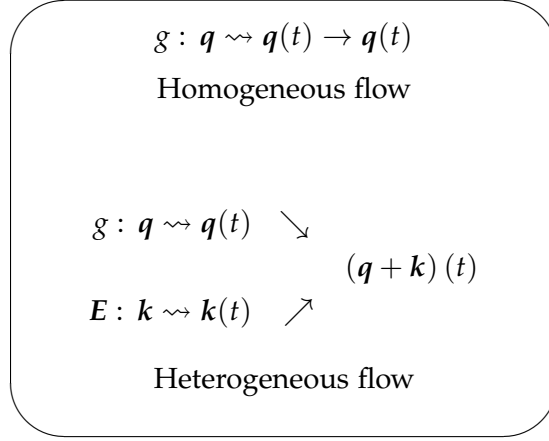 g : q ⇝ q(t) → q(t)
Homogeneous flow
g : q ⇝ q(t) ↘
(q + k) (t)
E : k ⇝ k(t) ↗
Heterogeneous flow